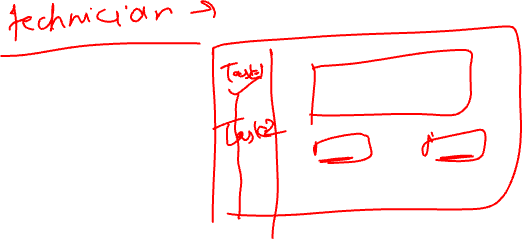 technician →
Task1
Task2